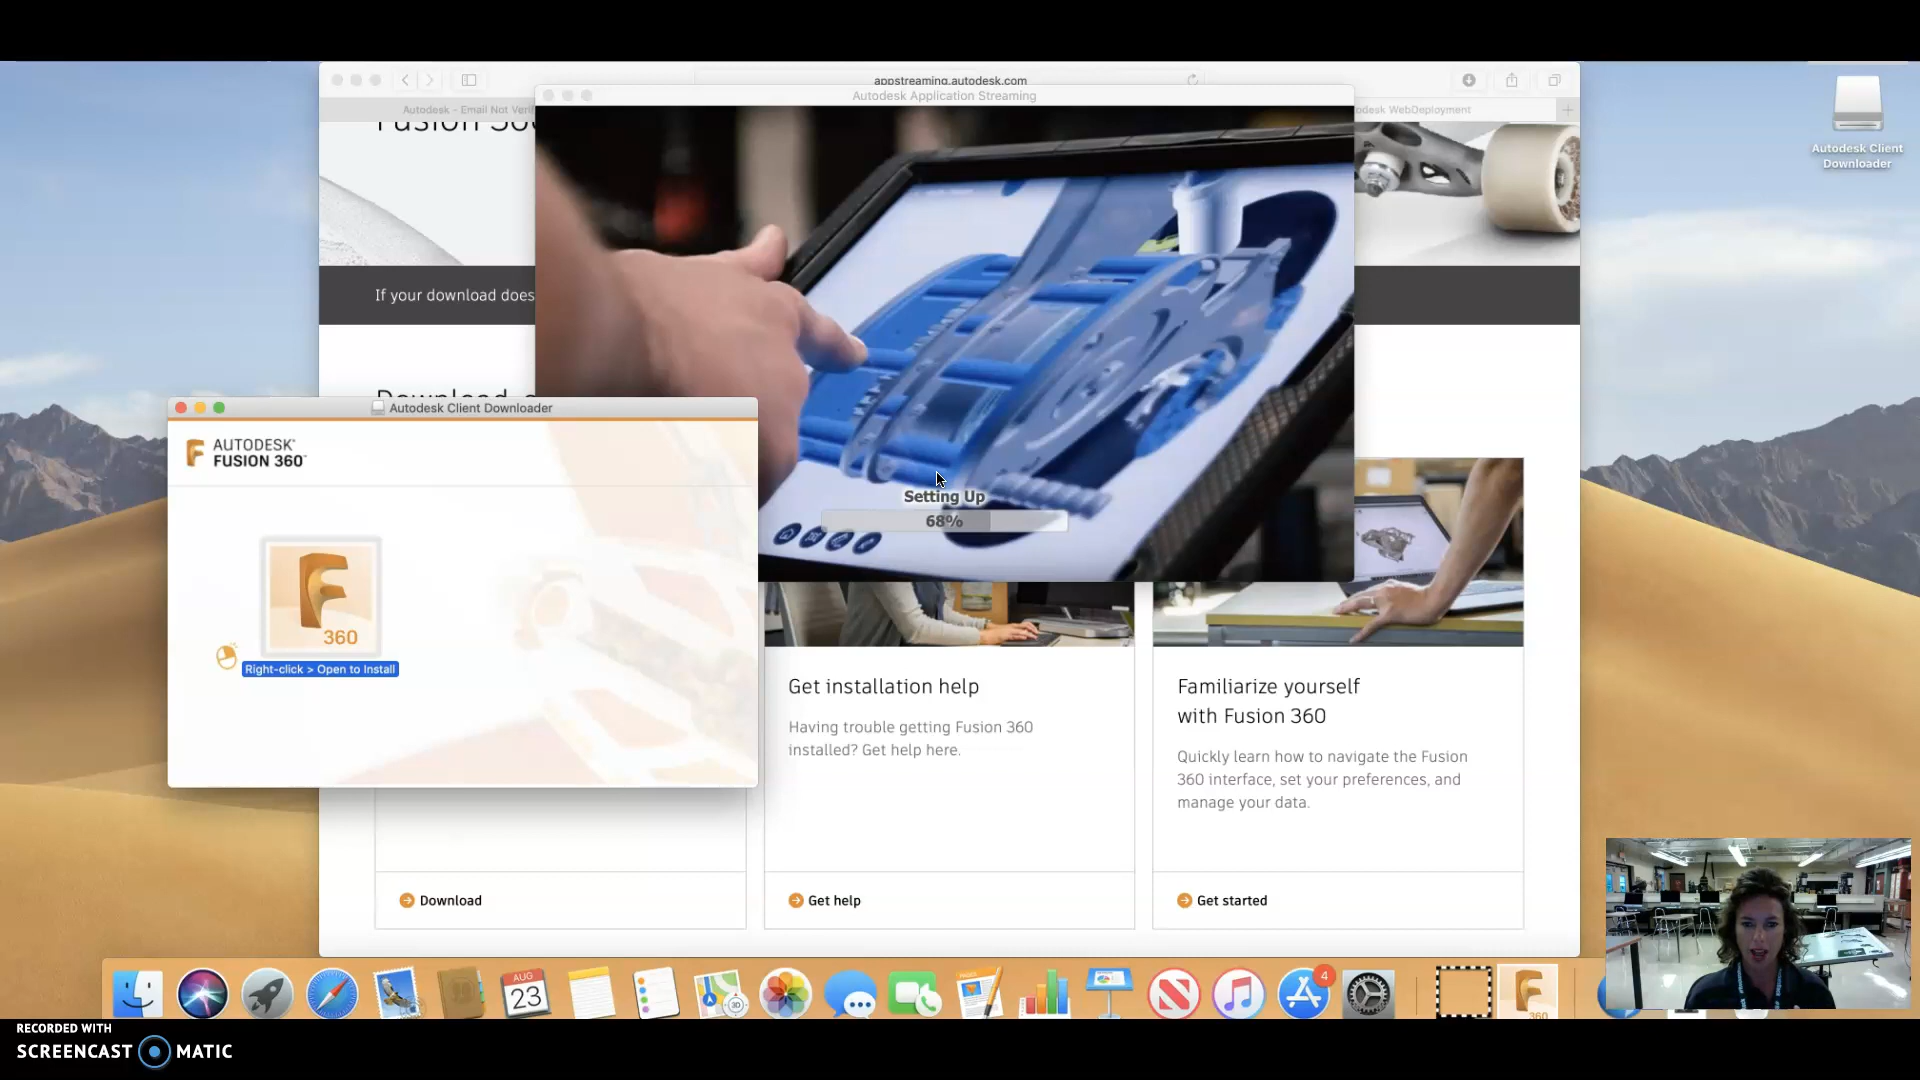 appstreaming.autodesk.com
Autodesk Application Streaming
Autodesk - Email Not Verif
odesk WebDeployment
Autodesk Client
Downloader
If your download does
Autodesk Client Downloader
AUTODESK
FUSION 360
360
Right-click > Open to Install
Setting Up
68%
Get installation help
Having trouble getting Fusion 360
installed? Get help here.
Familiarize yourself
with Fusion 360
Quickly learn how to navigate the Fusion
360 interface, set your preferences, and
manage your data.
Download
Get help
Get started
AUG
23
3D
PAGES
4
360
RECORDED WITH
SCREENCAST MATIC